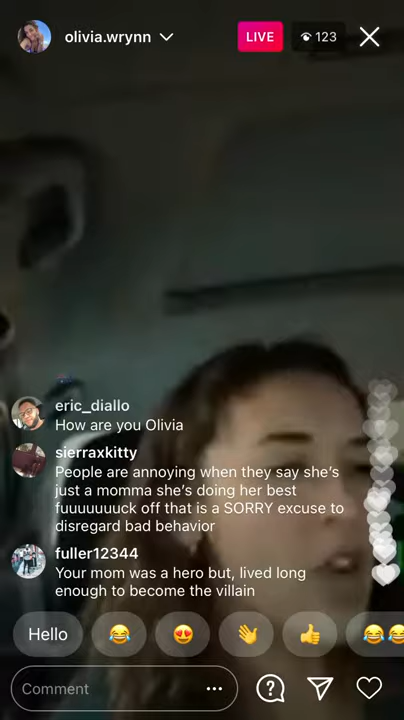 olivia.wrynn
LIVE
123
eric_diallo
How are you Olivia
sierraxkitty
People are annoying when they say she’s
just a momma she’s doing her best
fuuuuuuuck off that is a SORRY excuse to
disregard bad behavior
fuller12344
Your mom was a hero but, lived long
enough to become the villain
Hello
Comment